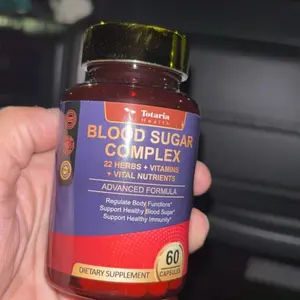 Totaria
Health
BLOOD SUGAR
COMPLEX
22 HERBS + VITAMINS
+ VITAL NUTRIENTS
ADVANCED FORMULA
Regulate Body Functions*
Support Healthy Blood Sugar*
Support Healthy Immunity*
60
CAPSULES
DIETARY SUPPLEMENT